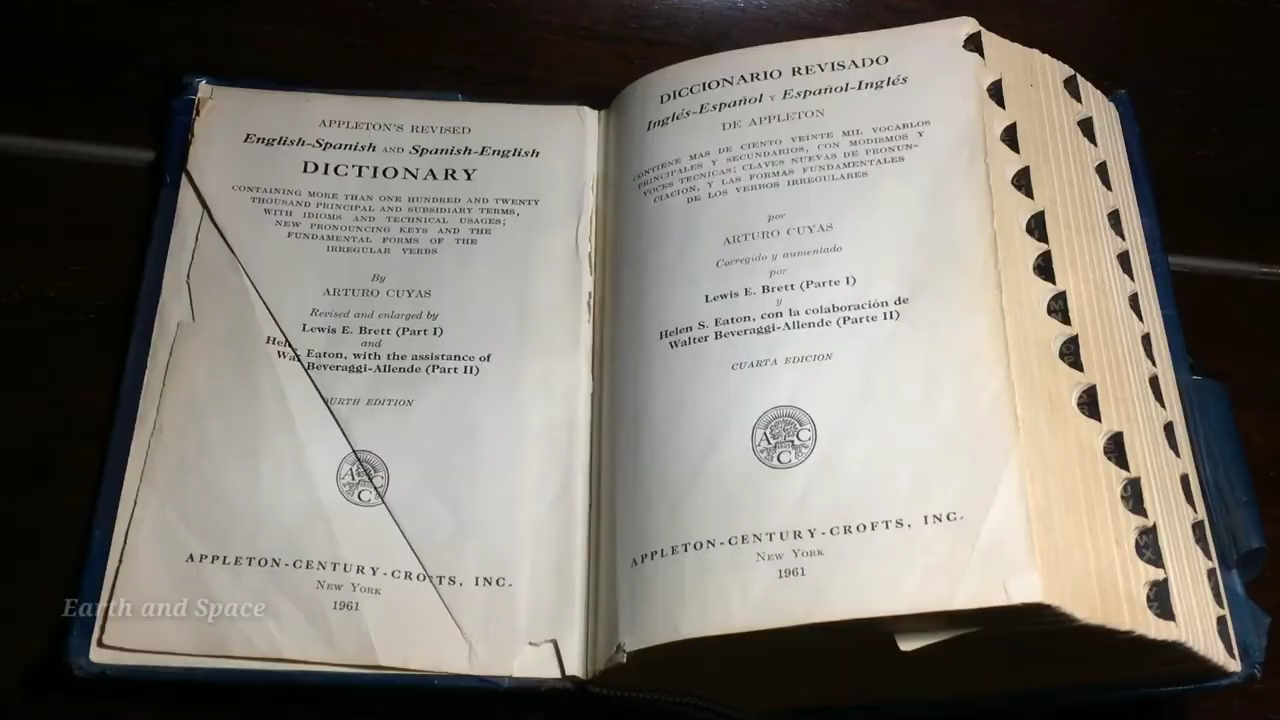 APPLETON'S REVISED
English-Spanish AND Spanish-English
DICTIONARY
CONTAINING MORE THAN ONE HUNDRED AND TWENTY
THOUSAND PRINCIPAL AND SUBSIDIARY TERMS,
WITH IDIOMS AND TECHNICAL USAGES;
NEW PRONOUNCING KEYS AND THE
FUNDAMENTAL FORMS OF THE
IRREGULAR VERBS
By
ARTURO CUYAS
Revised and enlarged by
Lewis E. Brett (Part I)
and
Eaton, with the assistance of
Beveraggi-Allende (Part II)
EDITION
A C C
APPLETON-CENTURY-CROFTS, INC.
NEW YORK
1961
DICCIONARIO REVISADO
Inglés-Español Y Español-Inglés
DE APPLETON
CONTIENE MAS DE CIENTO VEINTE MIL VOCABLOS
PRINCIPALES Y SECUNDARIOS, CON MODISMOS Y
VOCES TECNICAS; CLAVES NUEVAS DE PRONUN-
CIACION, Y LAS FORMAS FUNDAMENTALES
DE LOS VERBOS IRREGULARES
por
ARTURO CUYAS
Corregido y aumentado
por
Lewis E. Brett (Parte I)
y
Helen S. Eaton, con la colaboración de
Walter Beveraggi-Allende (Parte II)
CUARTA EDICION
A C C
APPLETON-CENTURY-CROFTS, INC.
NEW YORK
1961
Earth and Space